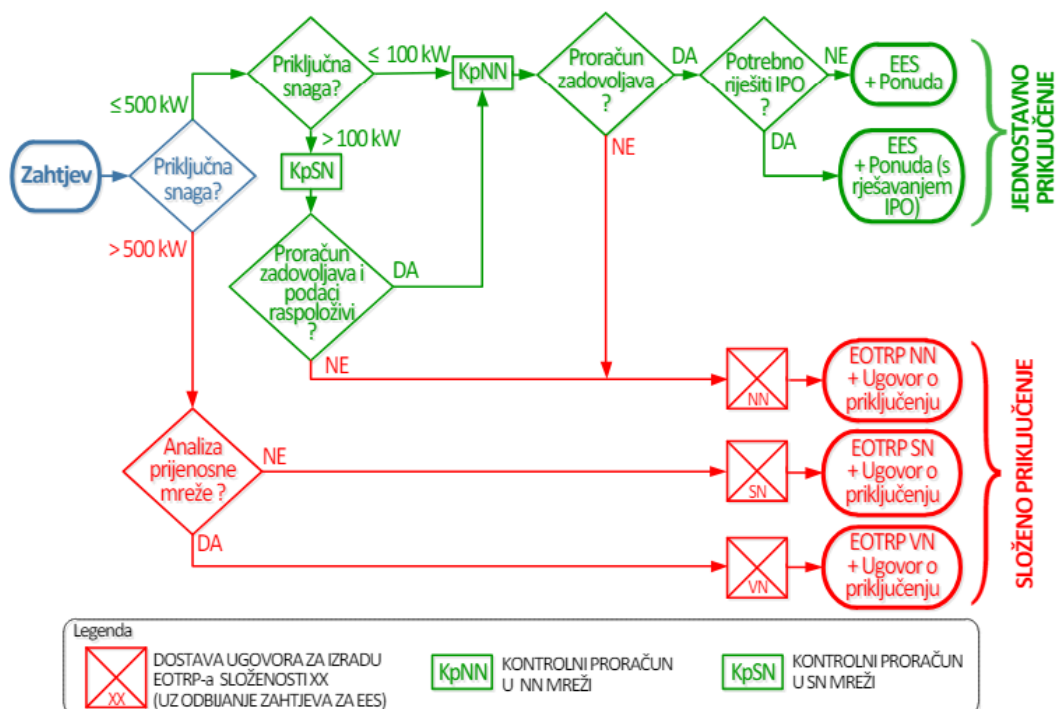 Zahtjev
Priključna
snaga?
≤ 500 kW
> 500 kW
Priključna
snaga?
≤ 100 kW
> 100 kW
KpSN
Proračun
zadovoljava i
podaci
raspoloživi
?
DA
NE
KpNN
Proračun
zadovoljava
?
DA
NE
Potrebno
riješiti IPO
?
NE
DA
EES
+ Ponuda
EES
+ Ponuda (s
rješavanjem
IPO)
JEDNOSTAVNO
PRIKLJUČENJE
Analiza
prijenosne
mreže ?
NE
DA
NN
EOTRP NN
+ Ugovor o
priključenju
SN
EOTRP SN
+ Ugovor o
priključenju
VN
EOTRP VN
+ Ugovor o
priključenju
SLOŽENO PRIKLJUČENJE
Legenda
XX
DOSTAVA UGOVORA ZA IZRADU
EOTRP-a SLOŽENOSTI XX
(UZ ODBIJANJE ZAHTJEVA ZA EES)
KpNN
KONTROLNI PRORAČUN
U NN MREŽI
KpSN
KONTROLNI PRORAČUN
U SN MREŽI